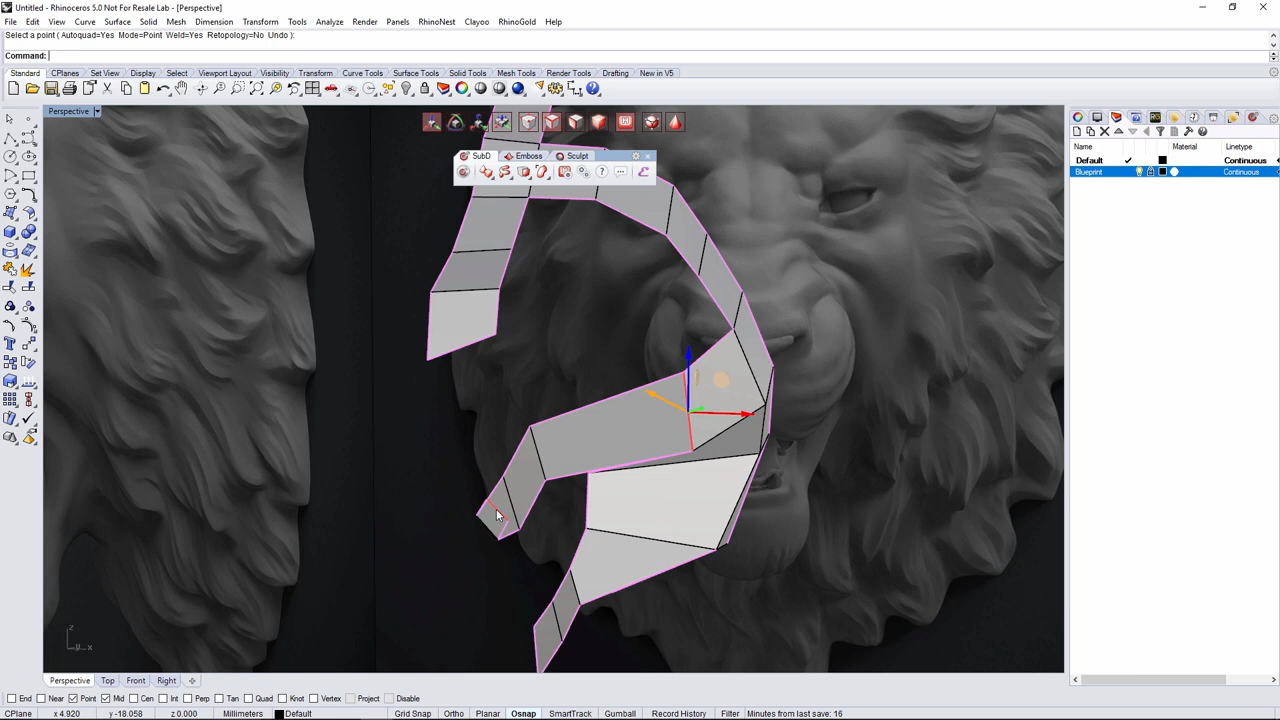 Untitled - Rhinoceros 5.0 Not For Resale Lab - [Perspective]
File Edit View Curve Surface Solid Mesh Dimension Transform Tools Analyze Render Panels RhinoNest Clayoo RhinoGold Help
Select a point ( Autoquad=Yes Mode=Point Weld=Yes Retopology=No Undo ):
Command:
Standard CPlanes Set View Display Select Viewport Layout Visibility Transform Curve Tools Surface Tools Solid Tools Mesh Tools Render Tools Drafting New in V5
Perspective
SubD Emboss Sculpt
Name Material Linetype
Default Continuous
Blueprint Continuous
z
y x
Perspective Top Front Right
End Near Point Mid Cen Int Perp Tan Quad Knot Vertex Project Disable
CPlane x 4.920 y -18.058 z 0.000 Millimeters Default Grid Snap Ortho Planar Osnap SmartTrack Gumball Record History Filter Minutes from last save: 16